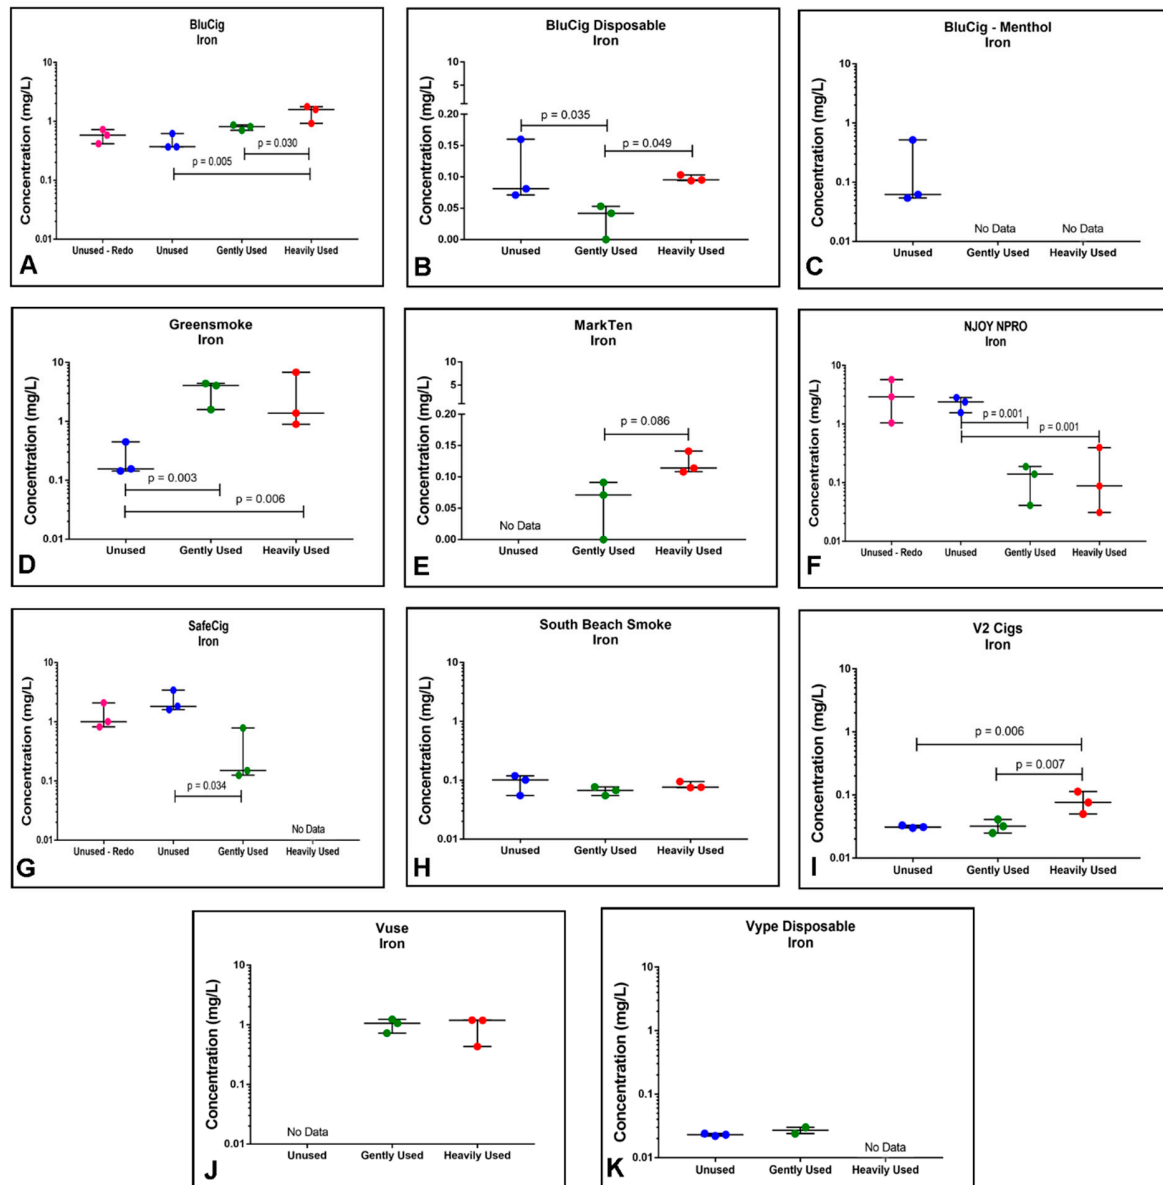 BluCig
Iron
Concentration (mg/L)
10
1
0.1
0.01
p = 0.030
p = 0.005
Unused - Redo Unused Gently Used Heavily Used
A
BluCig Disposable
Iron
Concentration (mg/L)
10
5
0
0.20
0.15
0.10
0.05
0.00
p = 0.035
p = 0.049
Unused Gently Used Heavily Used
B
BluCig - Menthol
Iron
Concentration (mg/L)
10
1
0.1
0.01
No Data No Data
Unused Gently Used Heavily Used
C
Greensmoke
Iron
Concentration (mg/L)
10
1
0.1
0.01
p = 0.003
p = 0.006
Unused Gently Used Heavily Used
D
MarkTen
Iron
Concentration (mg/L)
10
5
0
0.20
0.15
0.10
0.05
0.00
p = 0.086
No Data
Unused Gently Used Heavily Used
E
NJOY NPRO
Iron
Concentration (mg/L)
10
1
0.1
0.01
p = 0.001
p = 0.001
Unused - Redo Unused Gently Used Heavily Used
F
SafeCig
Iron
Concentration (mg/L)
10
1
0.1
0.01
p = 0.034
No Data
Unused - Redo Unused Gently Used Heavily Used
G
South Beach Smoke
Iron
Concentration (mg/L)
10
1
0.1
0.01
Unused Gently Used Heavily Used
H
V2 Cigs
Iron
Concentration (mg/L)
10
1
0.1
0.01
p = 0.006
p = 0.007
Unused Gently Used Heavily Used
I
Vuse
Iron
Concentration (mg/L)
10
1
0.1
0.01
No Data
Unused Gently Used Heavily Used
J
Vype Disposable
Iron
Concentration (mg/L)
10
1
0.1
0.01
No Data
Unused Gently Used Heavily Used
K